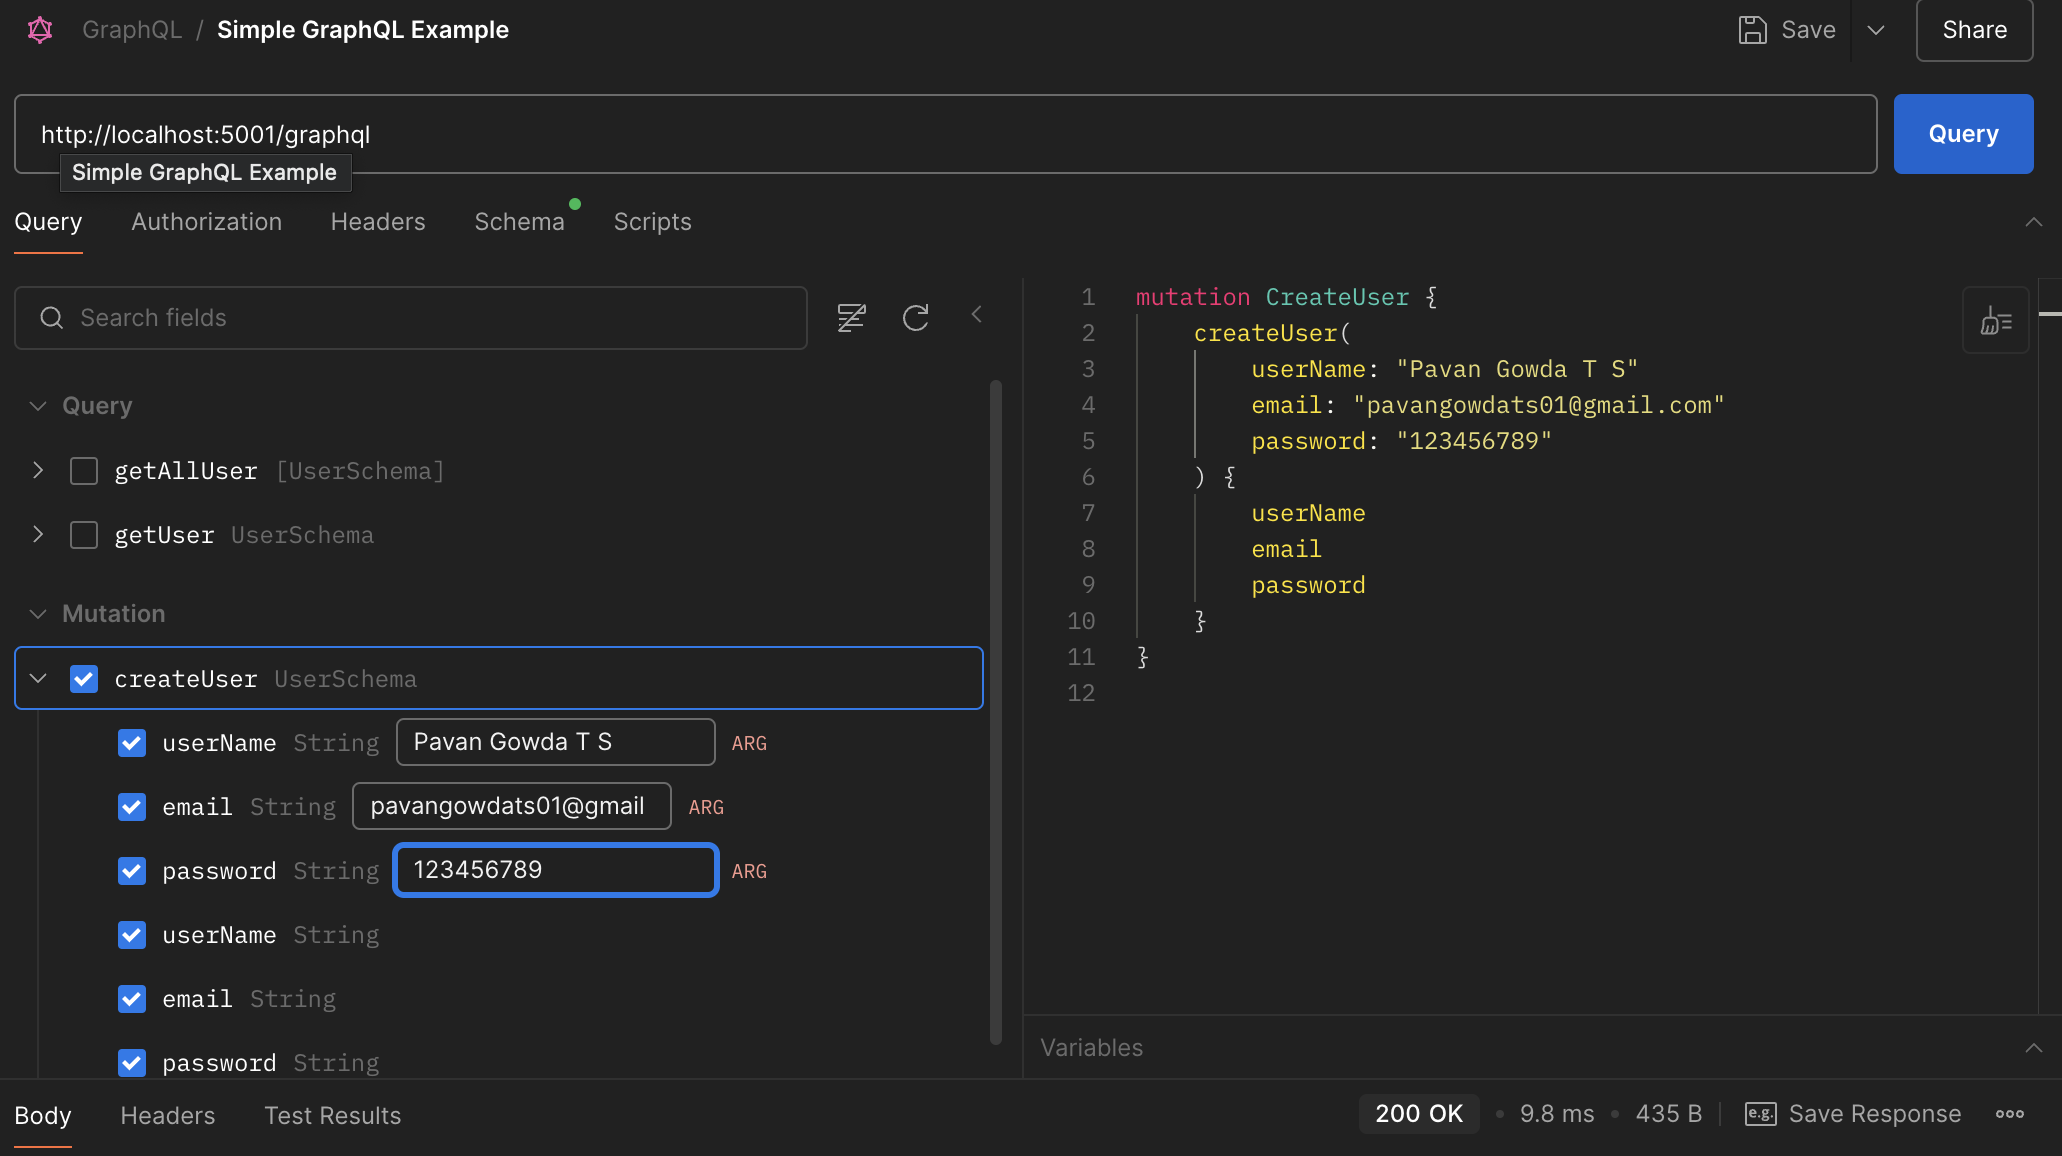 GraphQL / Simple GraphQL Example
Save
Share
http://localhost:5001/graphql
Query
Simple GraphQL Example
Query Authorization Headers Schema Scripts
Search fields
Query
getAllUser [UserSchema]
getUser UserSchema
Mutation
createUser UserSchema
userName String Pavan Gowda T S ARG
email String pavangowdats01@gmail ARG
password String 123456789 ARG
userName String
email String
password String
1 mutation CreateUser {
2 createUser(
3 userName: "Pavan Gowda T S"
4 email: "pavangowdats01@gmail.com"
5 password: "123456789"
6 ) {
7 userName
8 email
9 password
10 }
11 }
12
Variables
Body Headers Test Results
200 OK • 9.8 ms • 435 B e.g. Save Response